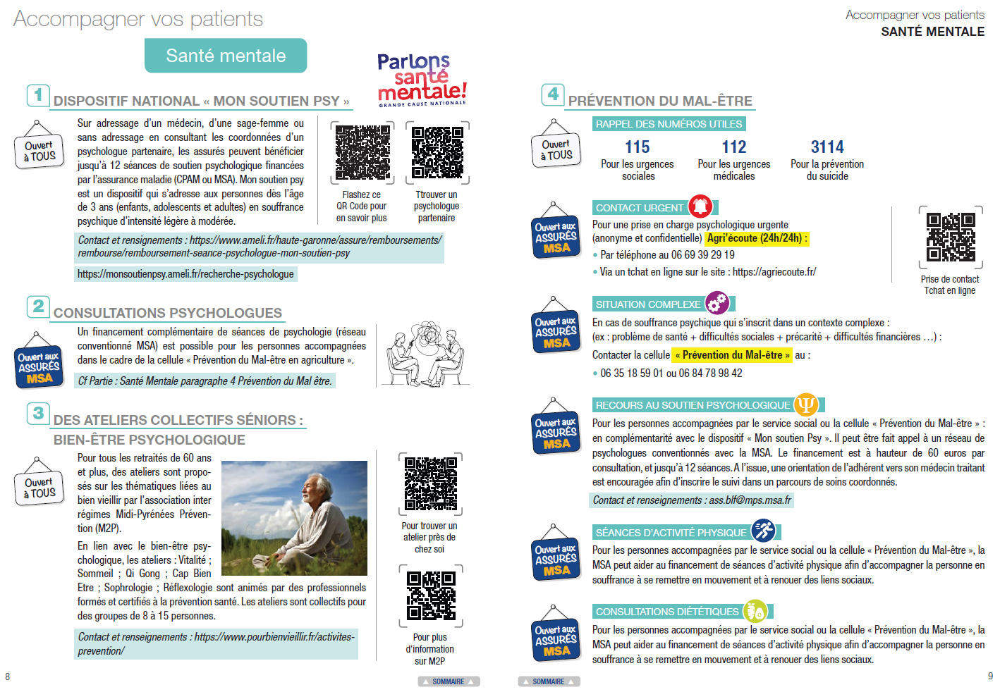 Accompagner vos patients
Santé mentale
Parlons
santé
mentale!
GRANDE CAUSE NATIONALE
1 DISPOSITIF NATIONAL « MON SOUTIEN PSY »
Ouvert
à TOUS
Sur adressage d’un médecin, d’une sage-femme ou
sans adressage en consultant les coordonnées d’un
psychologue partenaire, les assurés peuvent bénéficier
jusqu’à 12 séances de soutien psychologique financées
par l’assurance maladie (CPAM ou MSA). Mon soutien psy
est un dispositif qui s’adresse aux personnes dès l’âge
de 3 ans (enfants, adolescents et adultes) en souffrance
psychique d’intensité légère à modérée.
Flashez ce
QR Code pour
en savoir plus
Ttrouver un
psychologue
partenaire
Contact et rensignements : https://www.ameli.fr/haute-garonne/assure/remboursements/
rembourse/remboursement-seance-psychologue-mon-soutien-psy
https://monsoutienpsy.ameli.fr/recherche-psychologue
2 CONSULTATIONS PSYCHOLOGUES
Ouvert aux
ASSURÉS
MSA
Un financement complémentaire de séances de psychologie (réseau
conventionné MSA) est possible pour les personnes accompagnées
dans le cadre de la cellule « Prévention du Mal-être en agriculture ».
Cf Partie : Santé Mentale paragraphe 4 Prévention du Mal être.
3 DES ATELIERS COLLECTIFS SÉNIORS :
BIEN-ÊTRE PSYCHOLOGIQUE
Ouvert
à TOUS
Pour tous les retraités de 60 ans
et plus, des ateliers sont propo-
sés sur les thématiques liées au
bien vieillir par l’association inter
régimes Midi-Pyrénées Préven-
tion (M2P).
En lien avec le bien-être psy-
chologique, les ateliers : Vitalité ;
Sommeil ; Qi Gong ; Cap Bien
Etre ; Sophrologie ; Réflexologie sont animés par des professionnels
formés et certifiés à la prévention santé. Les ateliers sont collectifs pour
des groupes de 8 à 15 personnes.
Pour trouver un
atelier près de
chez soi
Pour plus
d’information
sur M2P
Contact et renseignements : https://www.pourbienvieillir.fr/activites-
prevention/
8
SOMMAIRE
Accompagner vos patients
SANTÉ MENTALE
4 PRÉVENTION DU MAL-ÊTRE
Ouvert
à TOUS
RAPPEL DES NUMÉROS UTILES
115
Pour les urgences
sociales
112
Pour les urgences
médicales
3114
Pour la prévention
du suicide
Ouvert aux
ASSURÉS
MSA
CONTACT URGENT
Pour une prise en charge psychologique urgente
(anonyme et confidentielle) Agri’écoute (24h/24h) :
• Par téléphone au 06 69 39 29 19
• Via un tchat en ligne sur le site : https://agriecoute.fr/
Prise de contact
Tchat en ligne
Ouvert aux
ASSURÉS
MSA
SITUATION COMPLEXE
En cas de souffrance psychique qui s’inscrit dans un contexte complexe :
(ex : problème de santé + difficultés sociales + précarité + difficultés financières …) :
Contacter la cellule « Prévention du Mal-être » au :
• 06 35 18 59 01 ou 06 84 78 98 42
Ouvert aux
ASSURÉS
MSA
RECOURS AU SOUTIEN PSYCHOLOGIQUE Ψ
Pour les personnes accompagnées par le service social ou la cellule « Prévention du Mal-être » :
en complémentarité avec le dispositif « Mon soutien Psy ». Il peut être fait appel à un réseau de
psychologues conventionnés avec la MSA. Le financement est à hauteur de 60 euros par
consultation, et jusqu’à 12 séances. A l’issue, une orientation de l’adhérent vers son médecin traitant
est encouragée afin d’inscrire le suivi dans un parcours de soins coordonnés.
Contact et renseignements : ass.blf@mps.msa.fr
Ouvert aux
ASSURÉS
MSA
SÉANCES D’ACTIVITÉ PHYSIQUE
Pour les personnes accompagnées par le service social ou la cellule « Prévention du Mal-être », la
MSA peut aider au financement de séances d’activité physique afin d’accompagner la personne en
souffrance à se remettre en mouvement et à renouer des liens sociaux.
Ouvert aux
ASSURÉS
MSA
CONSULTATIONS DIÉTÉTIQUES
Pour les personnes accompagnées par le service social ou la cellule « Prévention du Mal-être », la
MSA peut aider au financement de séances d’activité physique afin d’accompagner la personne en
souffrance à se remettre en mouvement et à renouer des liens sociaux.
SOMMAIRE
9